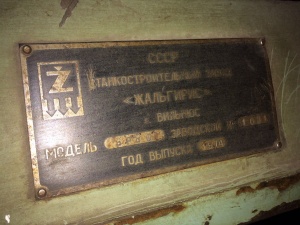 Ž
СССР
СТАНКОСТРОИТЕЛЬНЫЙ ЗАВОД
«ЖАЛЬГИРИС»
г. ВИЛЬНЮС
МОДЕЛЬ ЗАВОДСКОЙ №
ГОД ВЫПУСКА